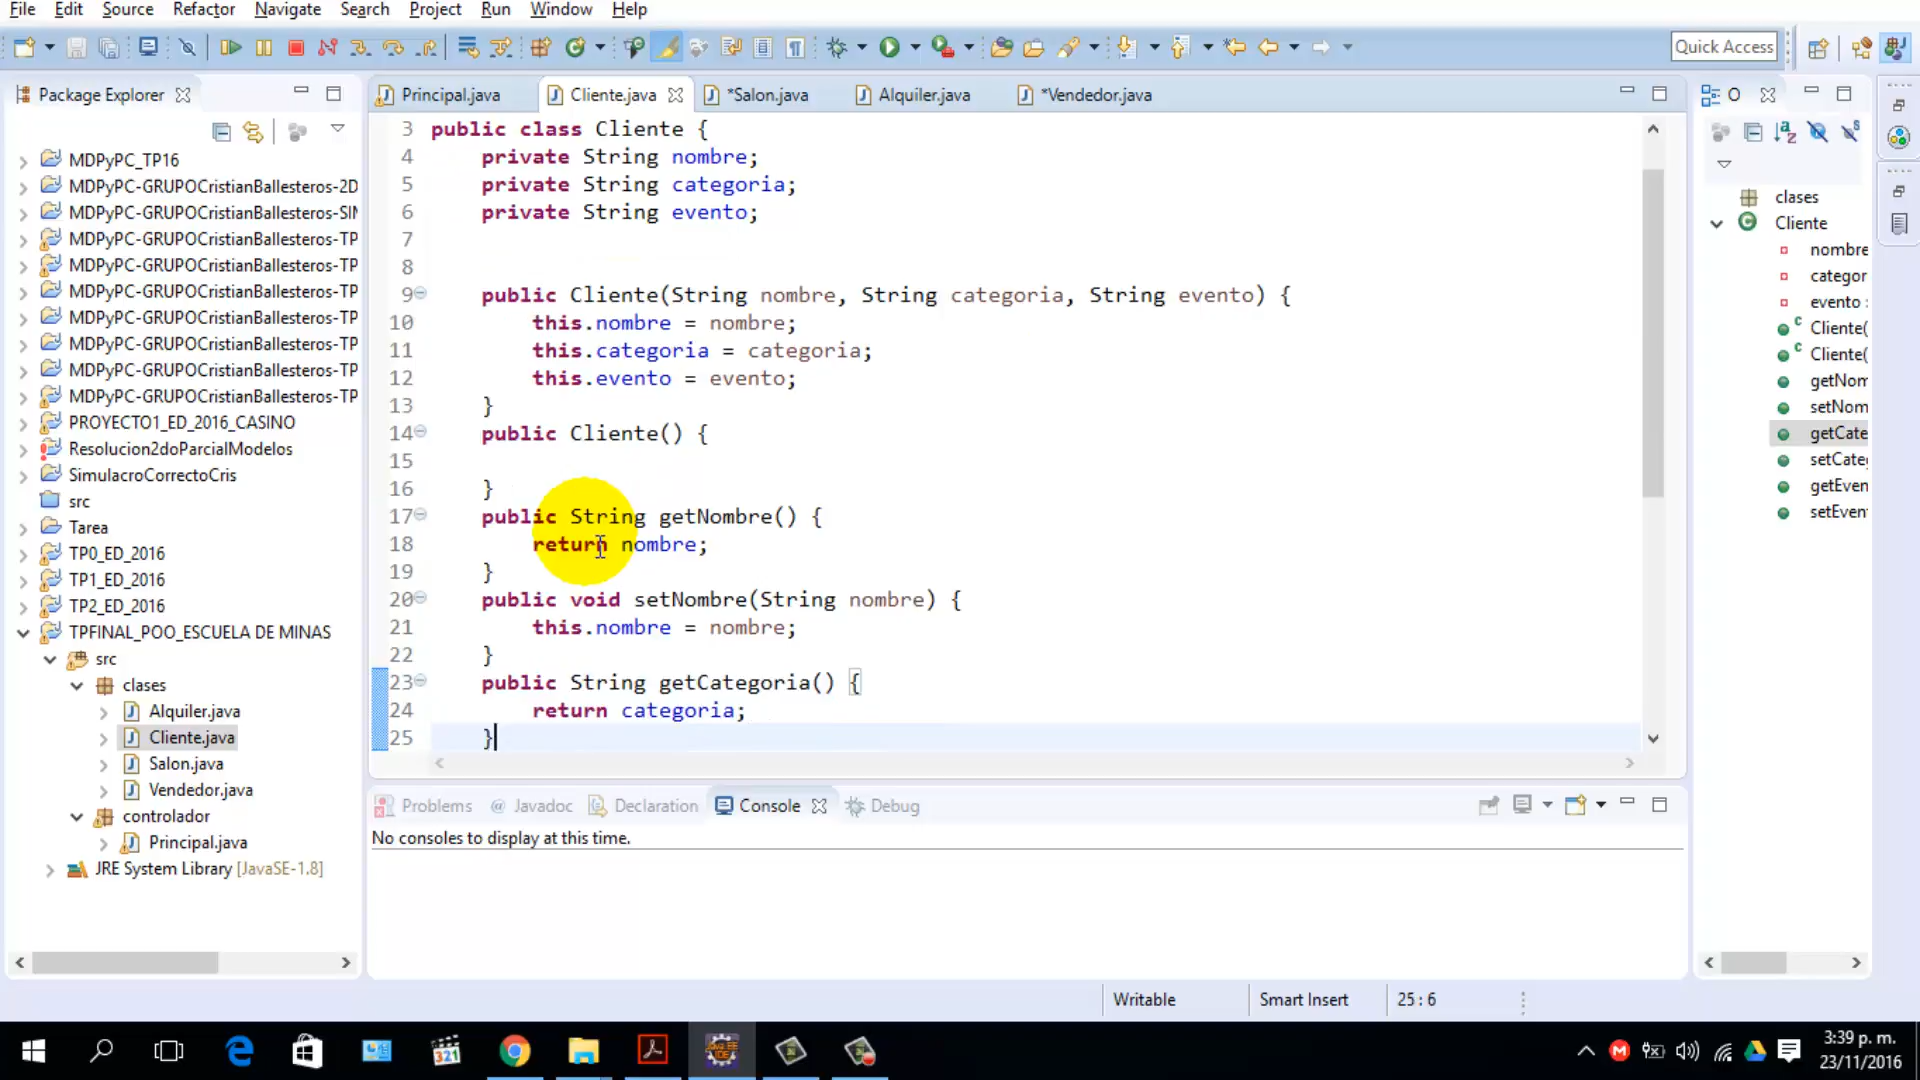 File Edit Source Refactor Navigate Search Project Run Window Help
Quick Access
Package Explorer
MDPyPC_TP16
MDPyPC-GRUPOCristianBallesteros-2D
MDPyPC-GRUPOCristianBallesteros-SI
MDPyPC-GRUPOCristianBallesteros-TP
MDPyPC-GRUPOCristianBallesteros-TP
MDPyPC-GRUPOCristianBallesteros-TP
MDPyPC-GRUPOCristianBallesteros-TP
MDPyPC-GRUPOCristianBallesteros-TP
MDPyPC-GRUPOCristianBallesteros-TP
MDPyPC-GRUPOCristianBallesteros-TP
PROYECTO1_ED_2016_CASINO
Resolucion2doParcialModelos
SimulacroCorrectoCris
src
Tarea
TP0_ED_2016
TP1_ED_2016
TP2_ED_2016
TPFINAL_POO_ESCUELA DE MINAS
src
clases
Alquiler.java
Cliente.java
Salon.java
Vendedor.java
controlador
Principal.java
JRE System Library [JavaSE-1.8]
Principal.java Cliente.java *Salon.java Alquiler.java *Vendedor.java
3 public class Cliente {
4 private String nombre;
5 private String categoria;
6 private String evento;
7
8
9 public Cliente(String nombre, String categoria, String evento) {
10 this.nombre = nombre;
11 this.categoria = categoria;
12 this.evento = evento;
13 }
14 public Cliente() {
15
16 }
17 public String getNombre() {
18 return nombre;
19 }
20 public void setNombre(String nombre) {
21 this.nombre = nombre;
22 }
23 public String getCategoria() {
24 return categoria;
25 }
Problems @ Javadoc Declaration Console Debug
No consoles to display at this time.
O
clases
Cliente
nombre
categor
evento :
Cliente(
Cliente(
getNom
setNom
getCate
setCate
getEven
setEven
Writable Smart Insert 25 : 6
321
Java EE
IDE
3:39 p. m.
23/11/2016